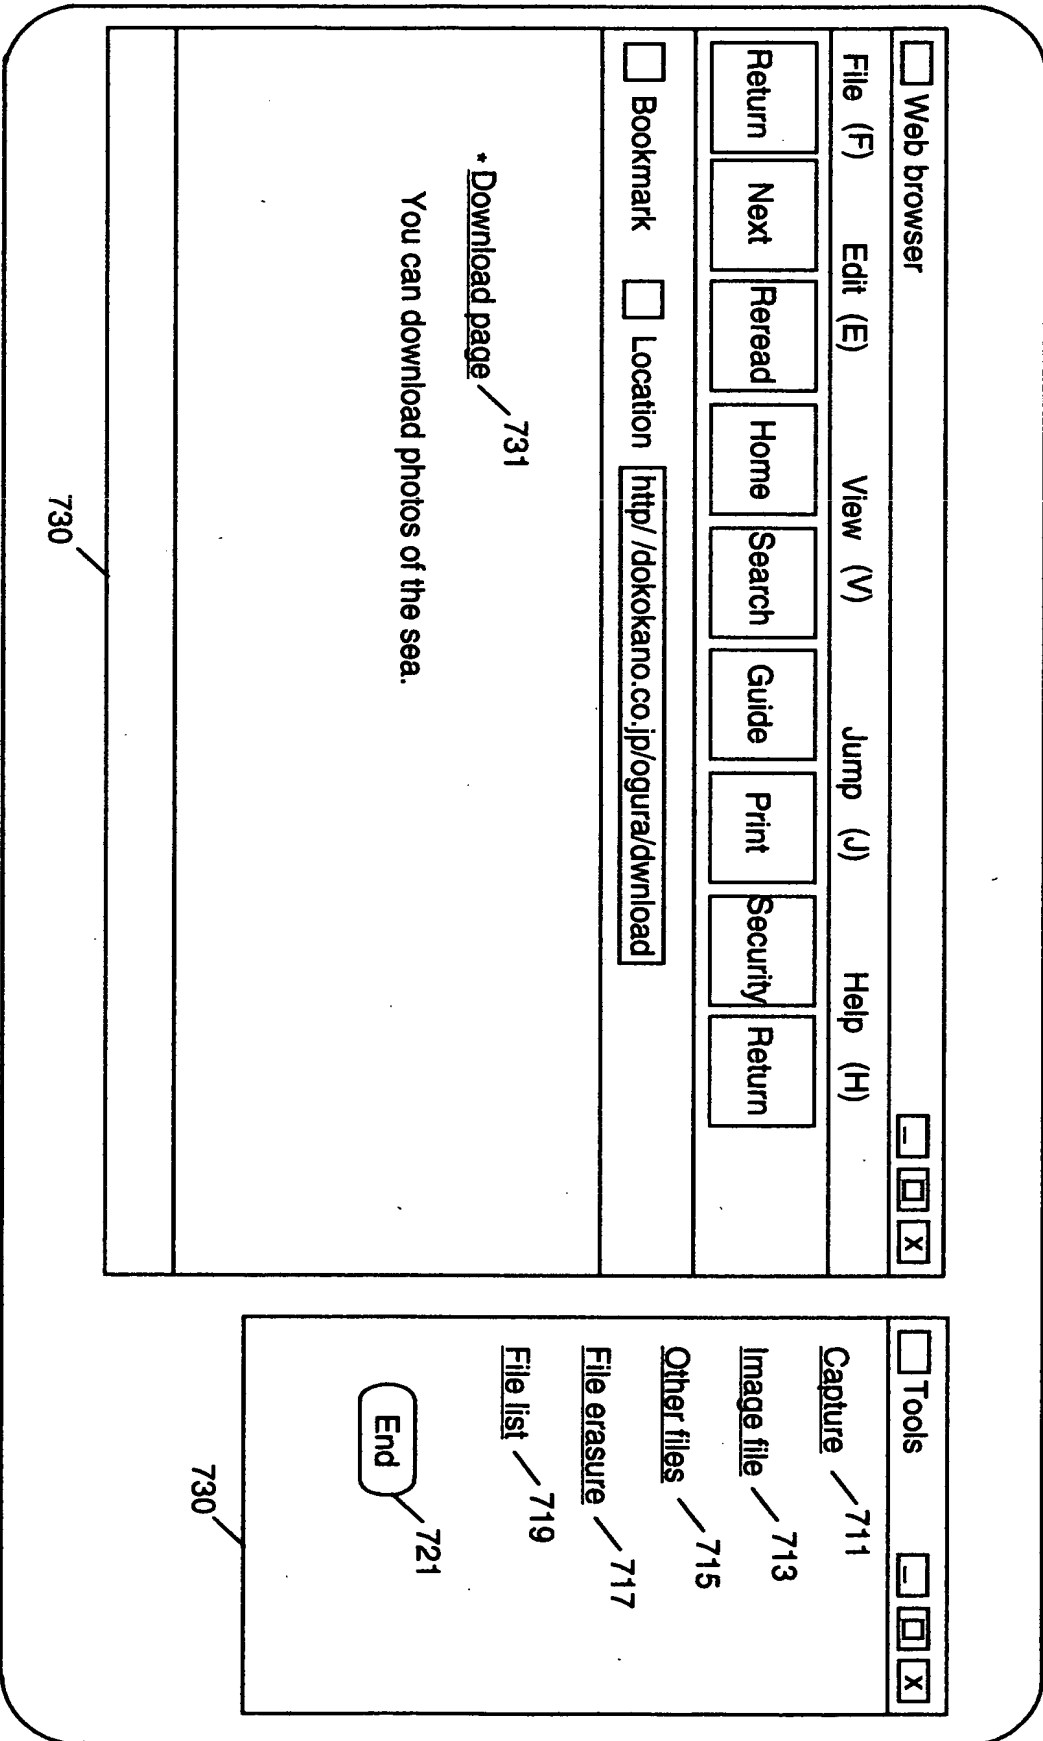 Web browser _ □ x
File (F) Edit (E) View (V) Jump (J) Help (H)
Return Next Reread Home Search Guide Print Security Return
Bookmark Location http/ /dokokano.co.jp/ogura/dwnload
* Download page 731
You can download photos of the sea.
730
Tools _ □ x
Capture 711
Image file 713
Other files 715
File erasure 717
File list 719
End 721
730